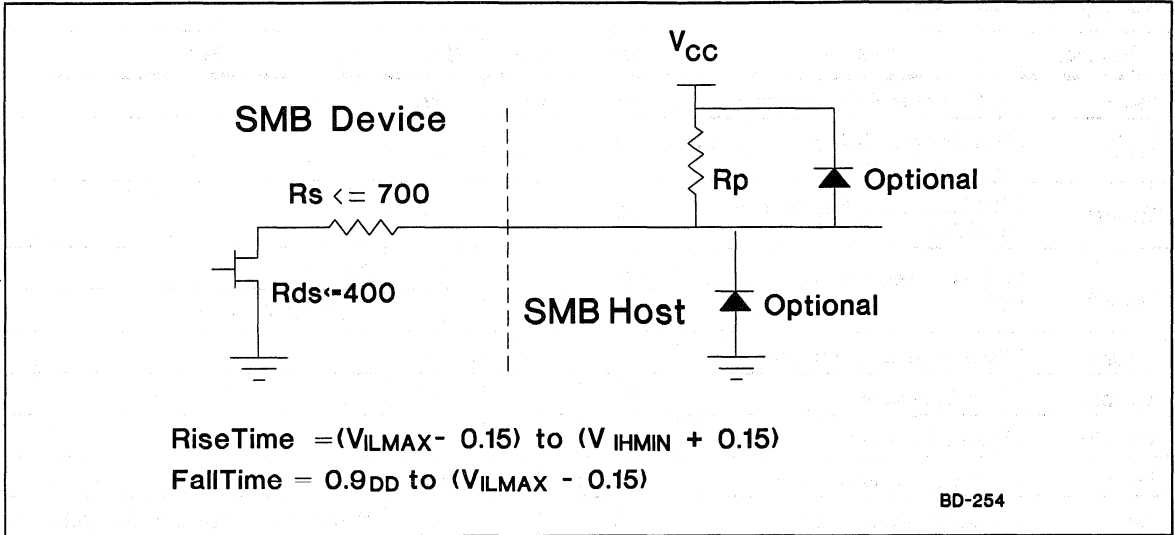 VCC
SMB Device
Rs <= 700
Rp
Optional
Rds<=400
SMB Host
Optional
RiseTime =(VILMAX- 0.15) to (V IHMIN + 0.15)
FallTime = 0.9DD to (VILMAX - 0.15)
BD-254